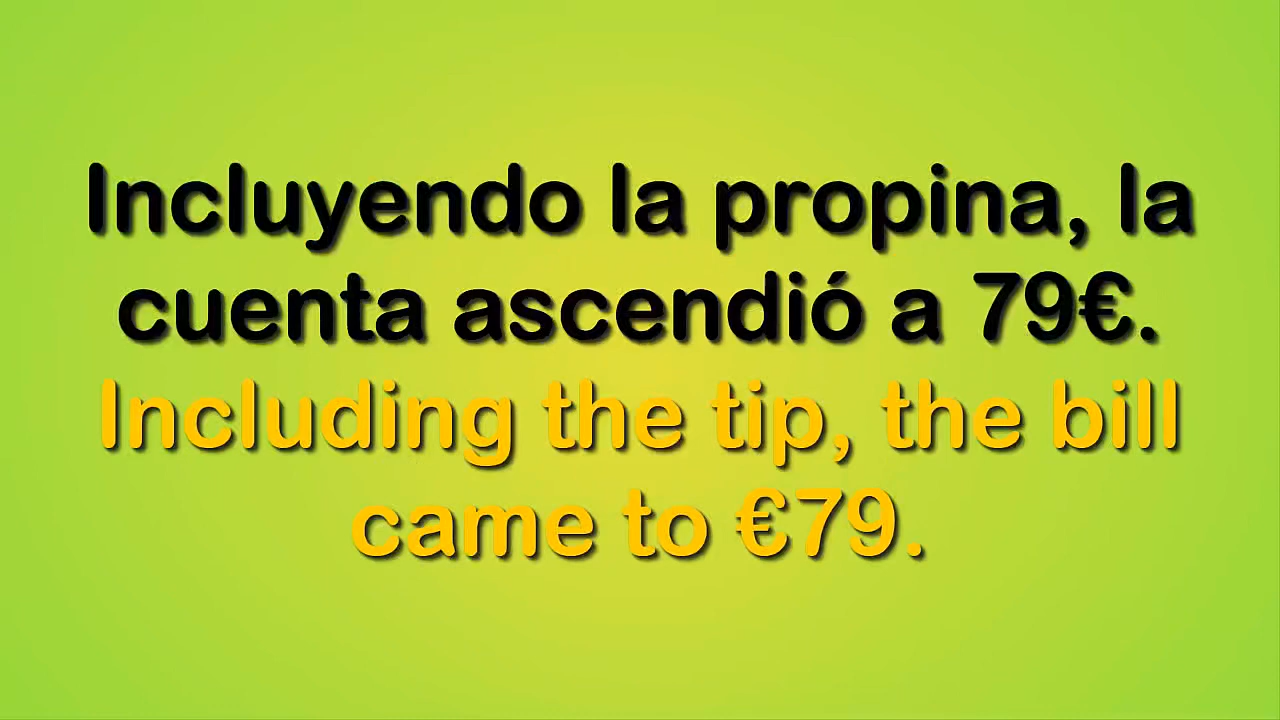 Incluyendo la propina, la
cuenta ascendió a 79€.
Including the tip, the bill
came to €79.